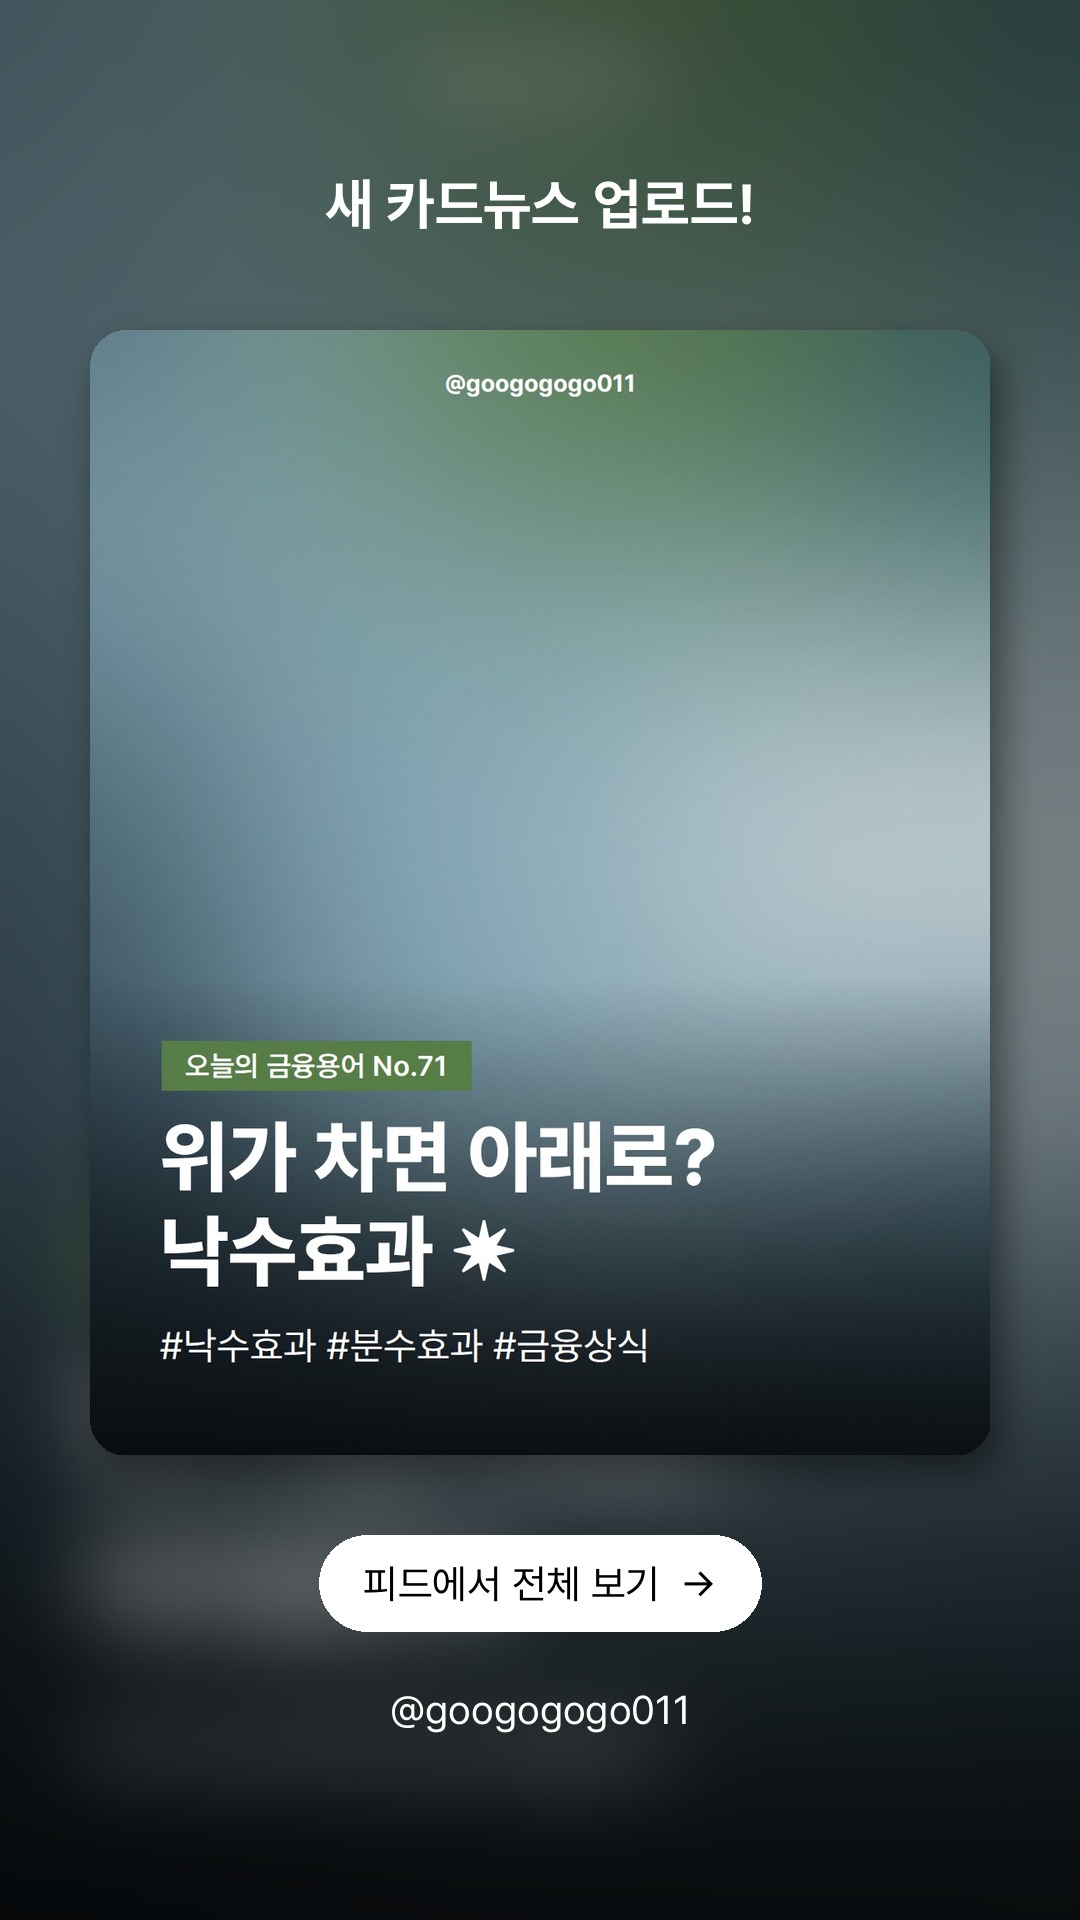 새 카드뉴스 업로드!
@googogogo011
오늘의 금융용어 No.71
위가 차면 아래로?
낙수효과 ✷
#낙수효과 #분수효과 #금융상식
피드에서 전체 보기 →
@googogogo011